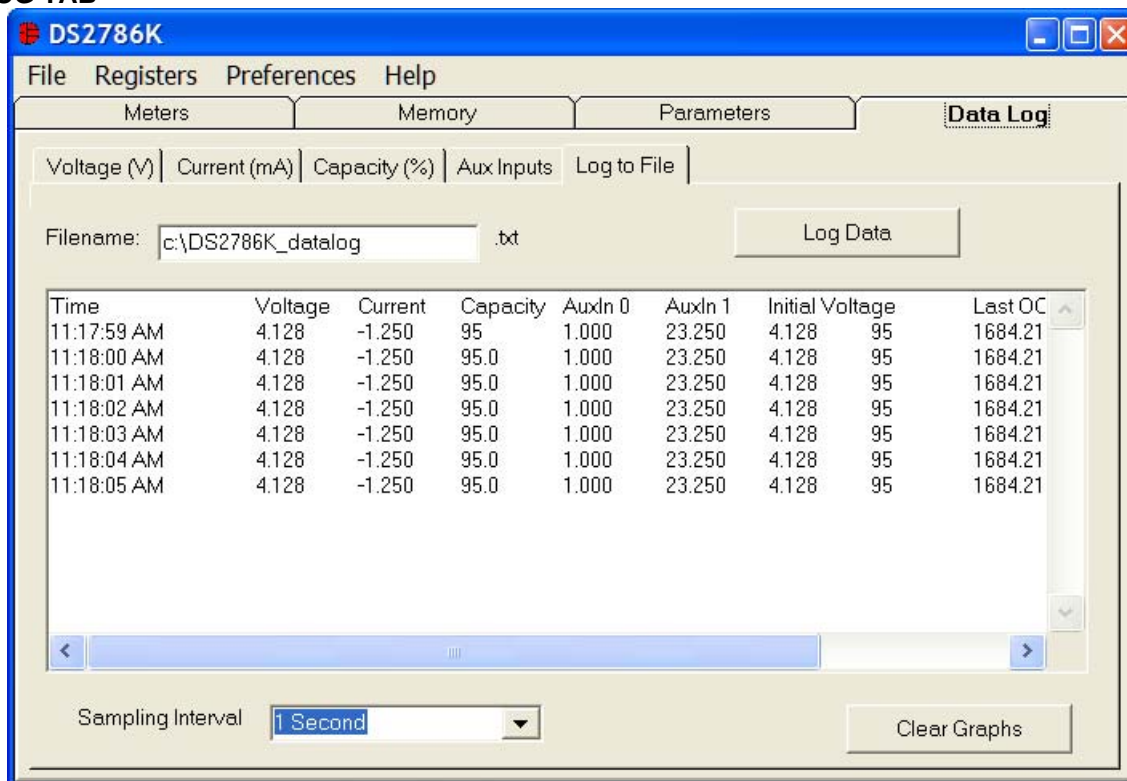 DS2786K
File Registers Preferences Help
Meters Memory Parameters Data Log
Voltage (V) Current (mA) Capacity (%) Aux Inputs Log to File
Filename: c:\DS2786K_datalog .txt Log Data
Time Voltage Current Capacity AuxIn 0 AuxIn 1 Initial Voltage Last OC
11:17:59 AM 4.128 -1.250 95 1.000 23.250 4.128 95 1684.21
11:18:00 AM 4.128 -1.250 95.0 1.000 23.250 4.128 95 1684.21
11:18:01 AM 4.128 -1.250 95.0 1.000 23.250 4.128 95 1684.21
11:18:02 AM 4.128 -1.250 95.0 1.000 23.250 4.128 95 1684.21
11:18:03 AM 4.128 -1.250 95.0 1.000 23.250 4.128 95 1684.21
11:18:04 AM 4.128 -1.250 95.0 1.000 23.250 4.128 95 1684.21
11:18:05 AM 4.128 -1.250 95.0 1.000 23.250 4.128 95 1684.21
Sampling Interval 1 Second Clear Graphs